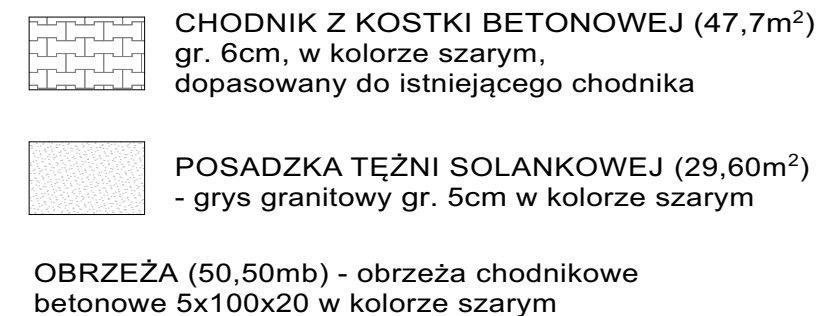 CHODNIK Z KOSTKI BETONOWEJ (47,7m²)
gr. 6cm, w kolorze szarym,
dopasowany do istniejącego chodnika
POSADZKA TĘŻNI SOLANKOWEJ (29,60m²)
- grys granitowy gr. 5cm w kolorze szarym
OBRZEŻA (50,50mb) - obrzeża chodnikowe
betonowe 5x100x20 w kolorze szarym